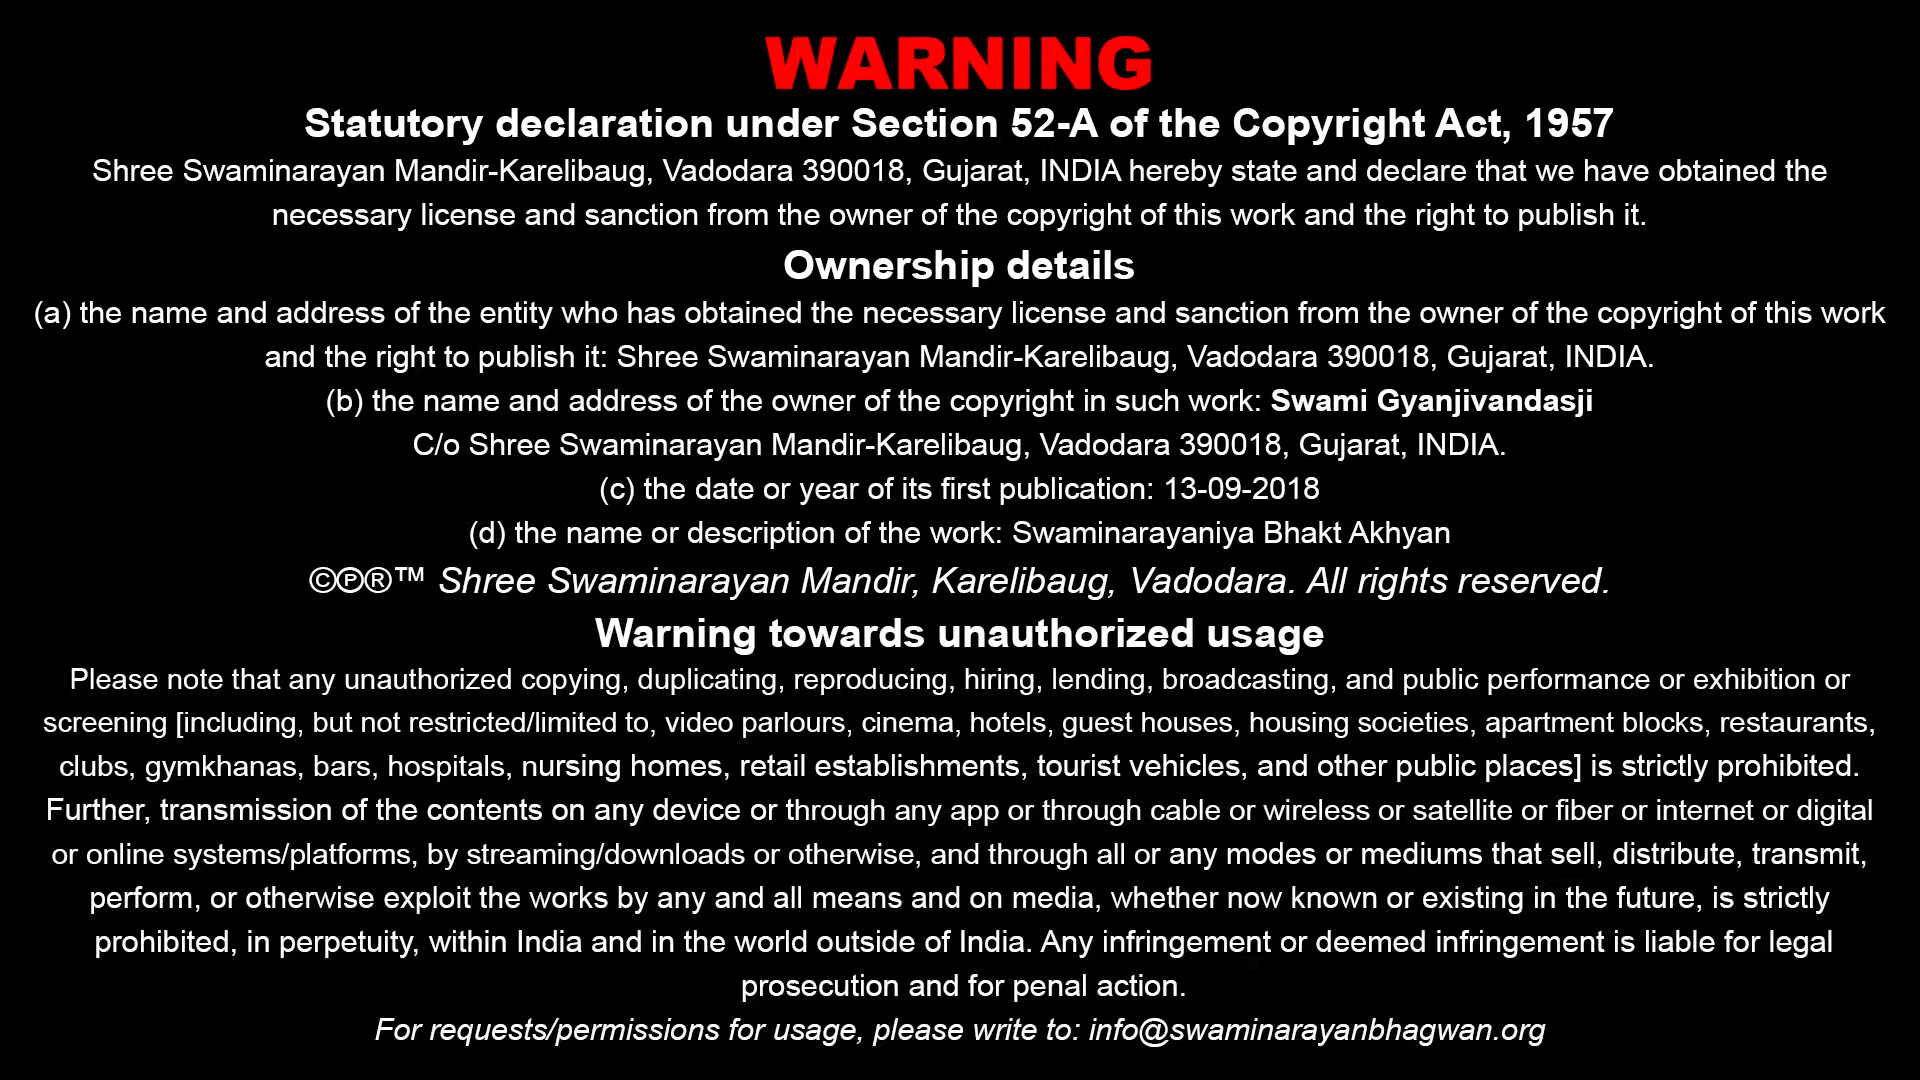 WARNING
Statutory declaration under Section 52-A of the Copyright Act, 1957
Shree Swaminarayan Mandir-Karelibaug, Vadodara 390018, Gujarat, INDIA hereby state and declare that we have obtained the
necessary license and sanction from the owner of the copyright of this work and the right to publish it.
Ownership details
(a) the name and address of the entity who has obtained the necessary license and sanction from the owner of the copyright of this work
and the right to publish it: Shree Swaminarayan Mandir-Karelibaug, Vadodara 390018, Gujarat, INDIA.
(b) the name and address of the owner of the copyright in such work: Swami Gyanjivandasji
C/o Shree Swaminarayan Mandir-Karelibaug, Vadodara 390018, Gujarat, INDIA.
(c) the date or year of its first publication: 13-09-2018
(d) the name or description of the work: Swaminarayaniya Bhakt Akhyan
©℗®™ Shree Swaminarayan Mandir, Karelibaug, Vadodara. All rights reserved.
Warning towards unauthorized usage
Please note that any unauthorized copying, duplicating, reproducing, hiring, lending, broadcasting, and public performance or exhibition or
screening [including, but not restricted/limited to, video parlours, cinema, hotels, guest houses, housing societies, apartment blocks, restaurants,
clubs, gymkhanas, bars, hospitals, nursing homes, retail establishments, tourist vehicles, and other public places] is strictly prohibited.
Further, transmission of the contents on any device or through any app or through cable or wireless or satellite or fiber or internet or digital
or online systems/platforms, by streaming/downloads or otherwise, and through all or any modes or mediums that sell, distribute, transmit,
perform, or otherwise exploit the works by any and all means and on media, whether now known or existing in the future, is strictly
prohibited, in perpetuity, within India and in the world outside of India. Any infringement or deemed infringement is liable for legal
prosecution and for penal action.
For requests/permissions for usage, please write to: info@swaminarayanbhagwan.org